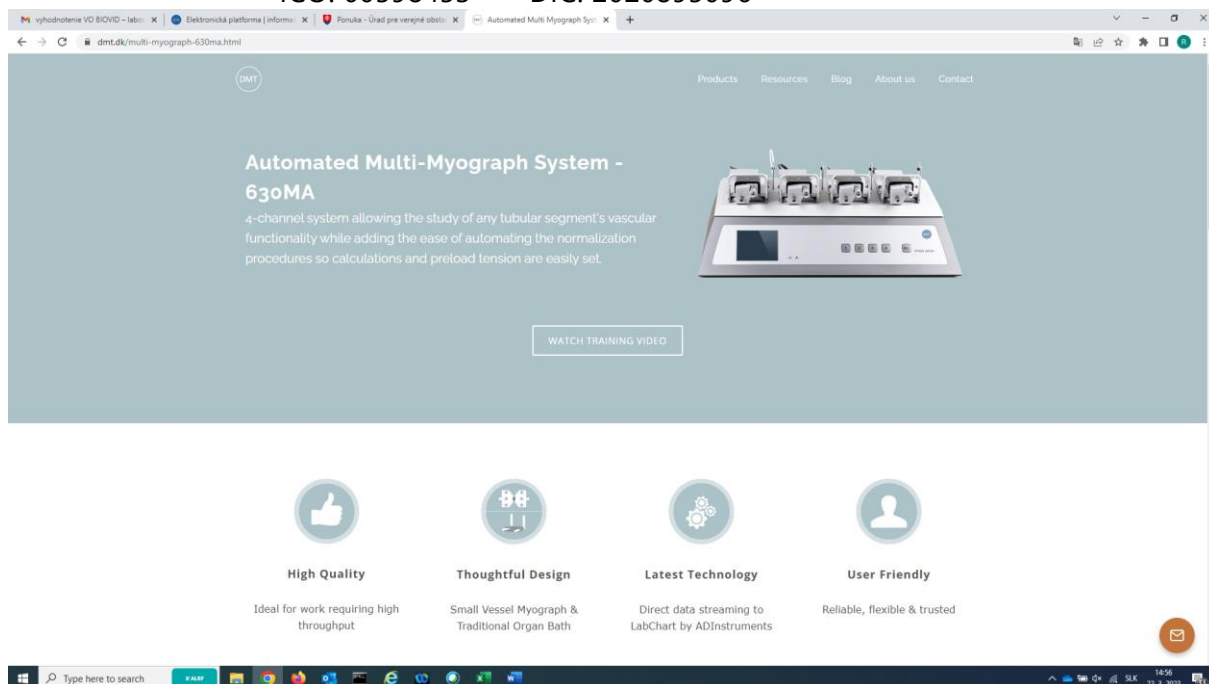 vyhodnotenie VO BIOVID – labo
Elektronická platforma | informa
Ponuka - Úrad pre verejné obsta
Automated Multi Myograph Syst
dmt.dk/multi-myograph-630ma.html
R
DMT
Products Resources Blog About us Contact
Automated Multi-Myograph System -
630MA
4-channel system allowing the study of any tubular segment's vascular
functionality while adding the ease of automating the normalization
procedures so calculations and preload tension are easily set.
WATCH TRAINING VIDEO
High Quality
Ideal for work requiring high
throughput
Thoughtful Design
Small Vessel Myograph &
Traditional Organ Bath
Latest Technology
Direct data streaming to
LabChart by ADInstruments
User Friendly
Reliable, flexible & trusted
Type here to search
SLK
14:56